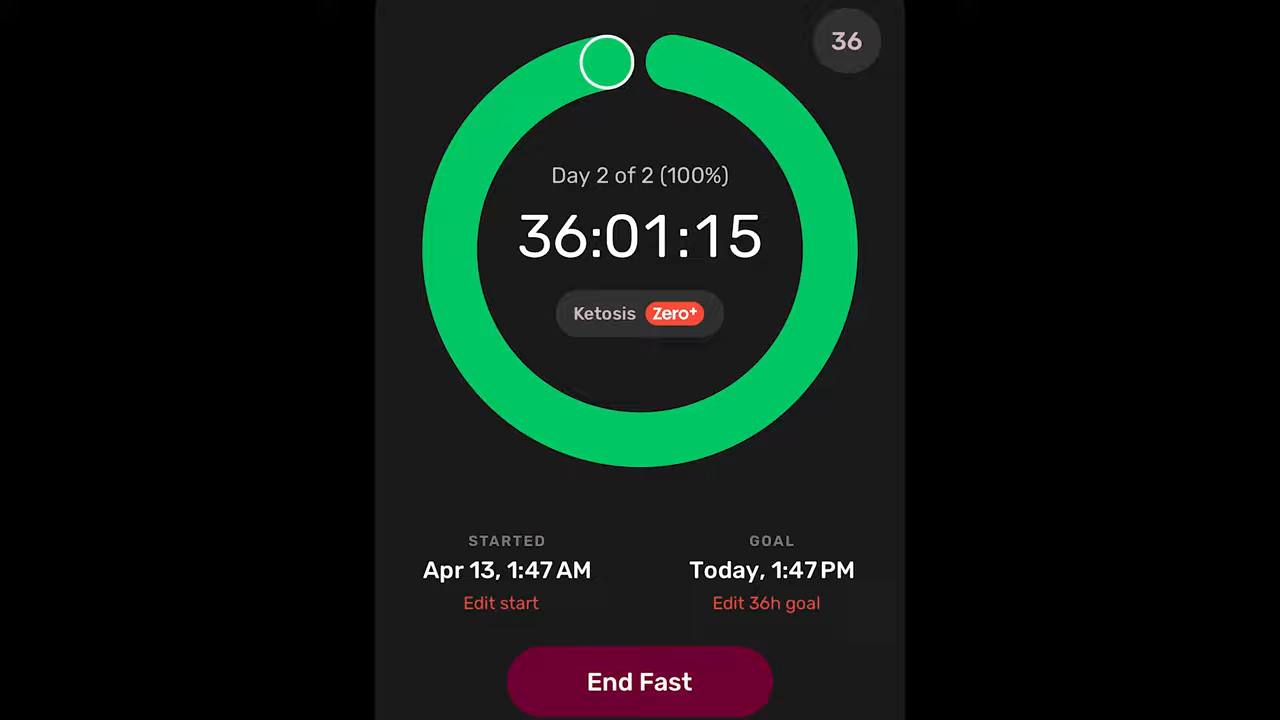 36
Day 2 of 2 (100%)
36:01:15
Ketosis Zero+
STARTED
Apr 13, 1:47 AM
Edit start
GOAL
Today, 1:47 PM
Edit 36h goal
End Fast